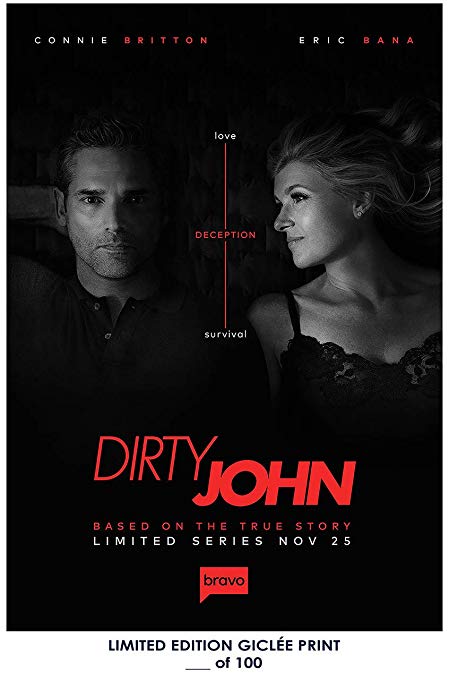 CONNIE BRITTON ERIC BANA
love
DECEPTION
survival
DIRTY JOHN
BASED ON THE TRUE STORY
LIMITED SERIES NOV 25
bravo
LIMITED EDITION GICLÉE PRINT
___ of 100